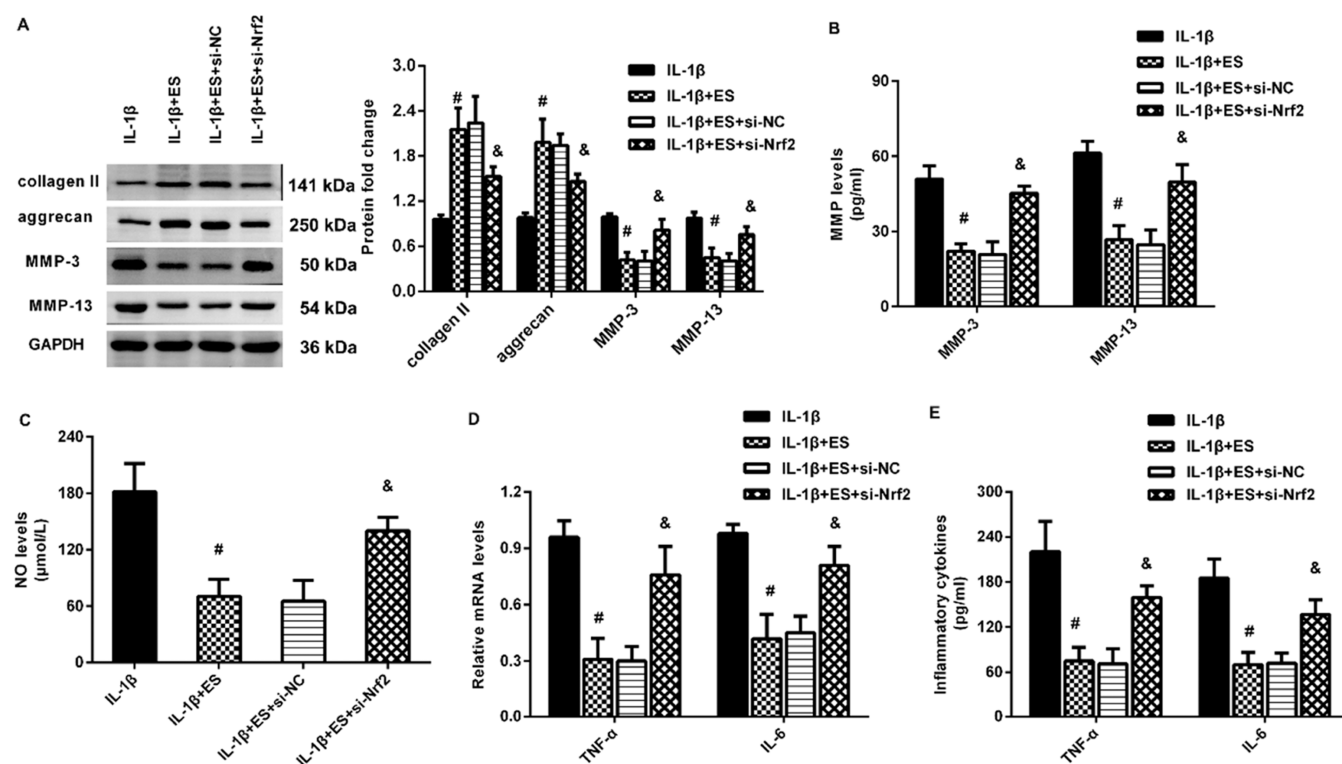 A
IL-1β
IL-1β+ES
IL-1β+ES+si-NC
IL-1β+ES+si-Nrf2
collagen II
141 kDa
aggrecan
250 kDa
MMP-3
50 kDa
MMP-13
54 kDa
GAPDH
36 kDa
Protein fold change
3.0
2.4
1.8
1.2
0.6
0.0
IL-1β
IL-1β+ES
IL-1β+ES+si-NC
IL-1β+ES+si-Nrf2
#
&
#
&
#
&
#
&
collagen II
aggrecan
MMP-3
MMP-13
B
IL-1β
IL-1β+ES
IL-1β+ES+si-NC
IL-1β+ES+si-Nrf2
MMP levels
(pg/ml)
90
60
30
0
#
&
#
&
MMP-3
MMP-13
C
NO levels
(μmol/L)
240
180
120
60
0
#
&
IL-1β
IL-1β+ES
IL-1β+ES+si-NC
IL-1β+ES+si-Nrf2
D
IL-1β
IL-1β+ES
IL-1β+ES+si-NC
IL-1β+ES+si-Nrf2
Relative mRNA levels
1.2
0.9
0.6
0.3
0.0
#
&
#
&
TNF-α
IL-6
E
IL-1β
IL-1β+ES
IL-1β+ES+si-NC
IL-1β+ES+si-Nrf2
Inflammatory cytokines
(pg/ml)
300
240
180
120
60
0
#
&
#
&
TNF-α
IL-6